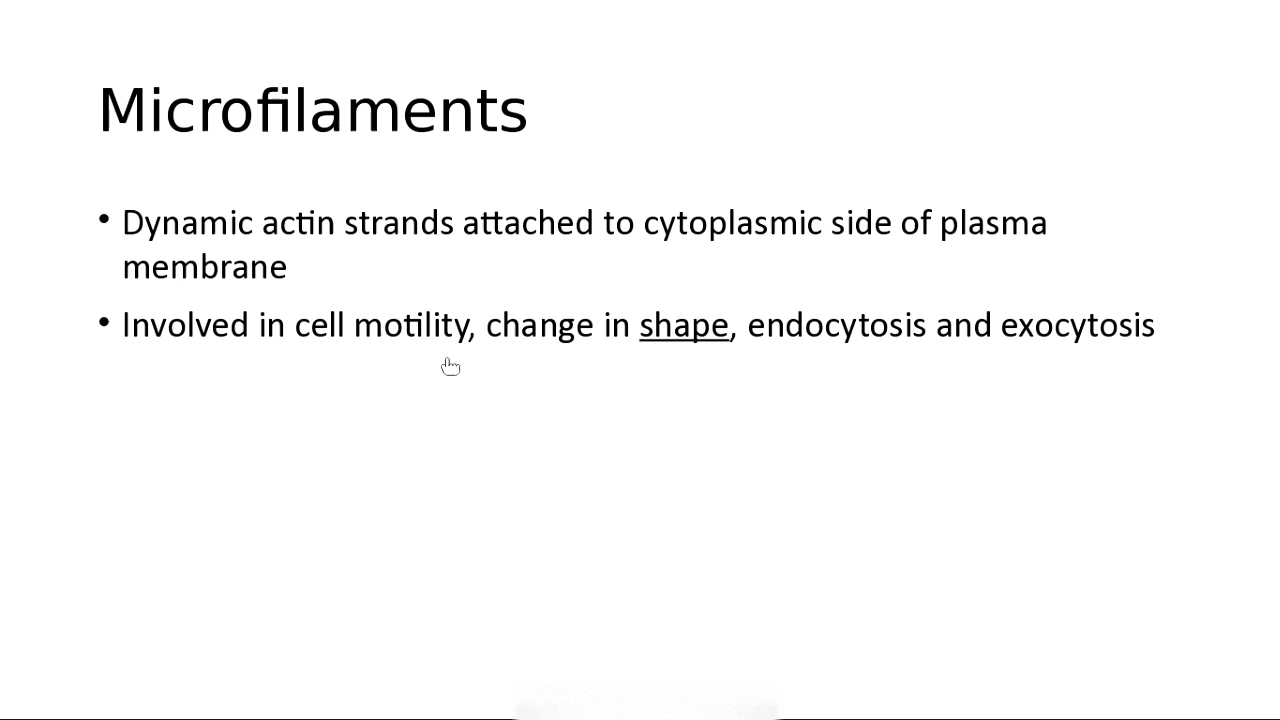 Microfilaments
• Dynamic actin strands attached to cytoplasmic side of plasma
membrane
• Involved in cell motility, change in shape, endocytosis and exocytosis